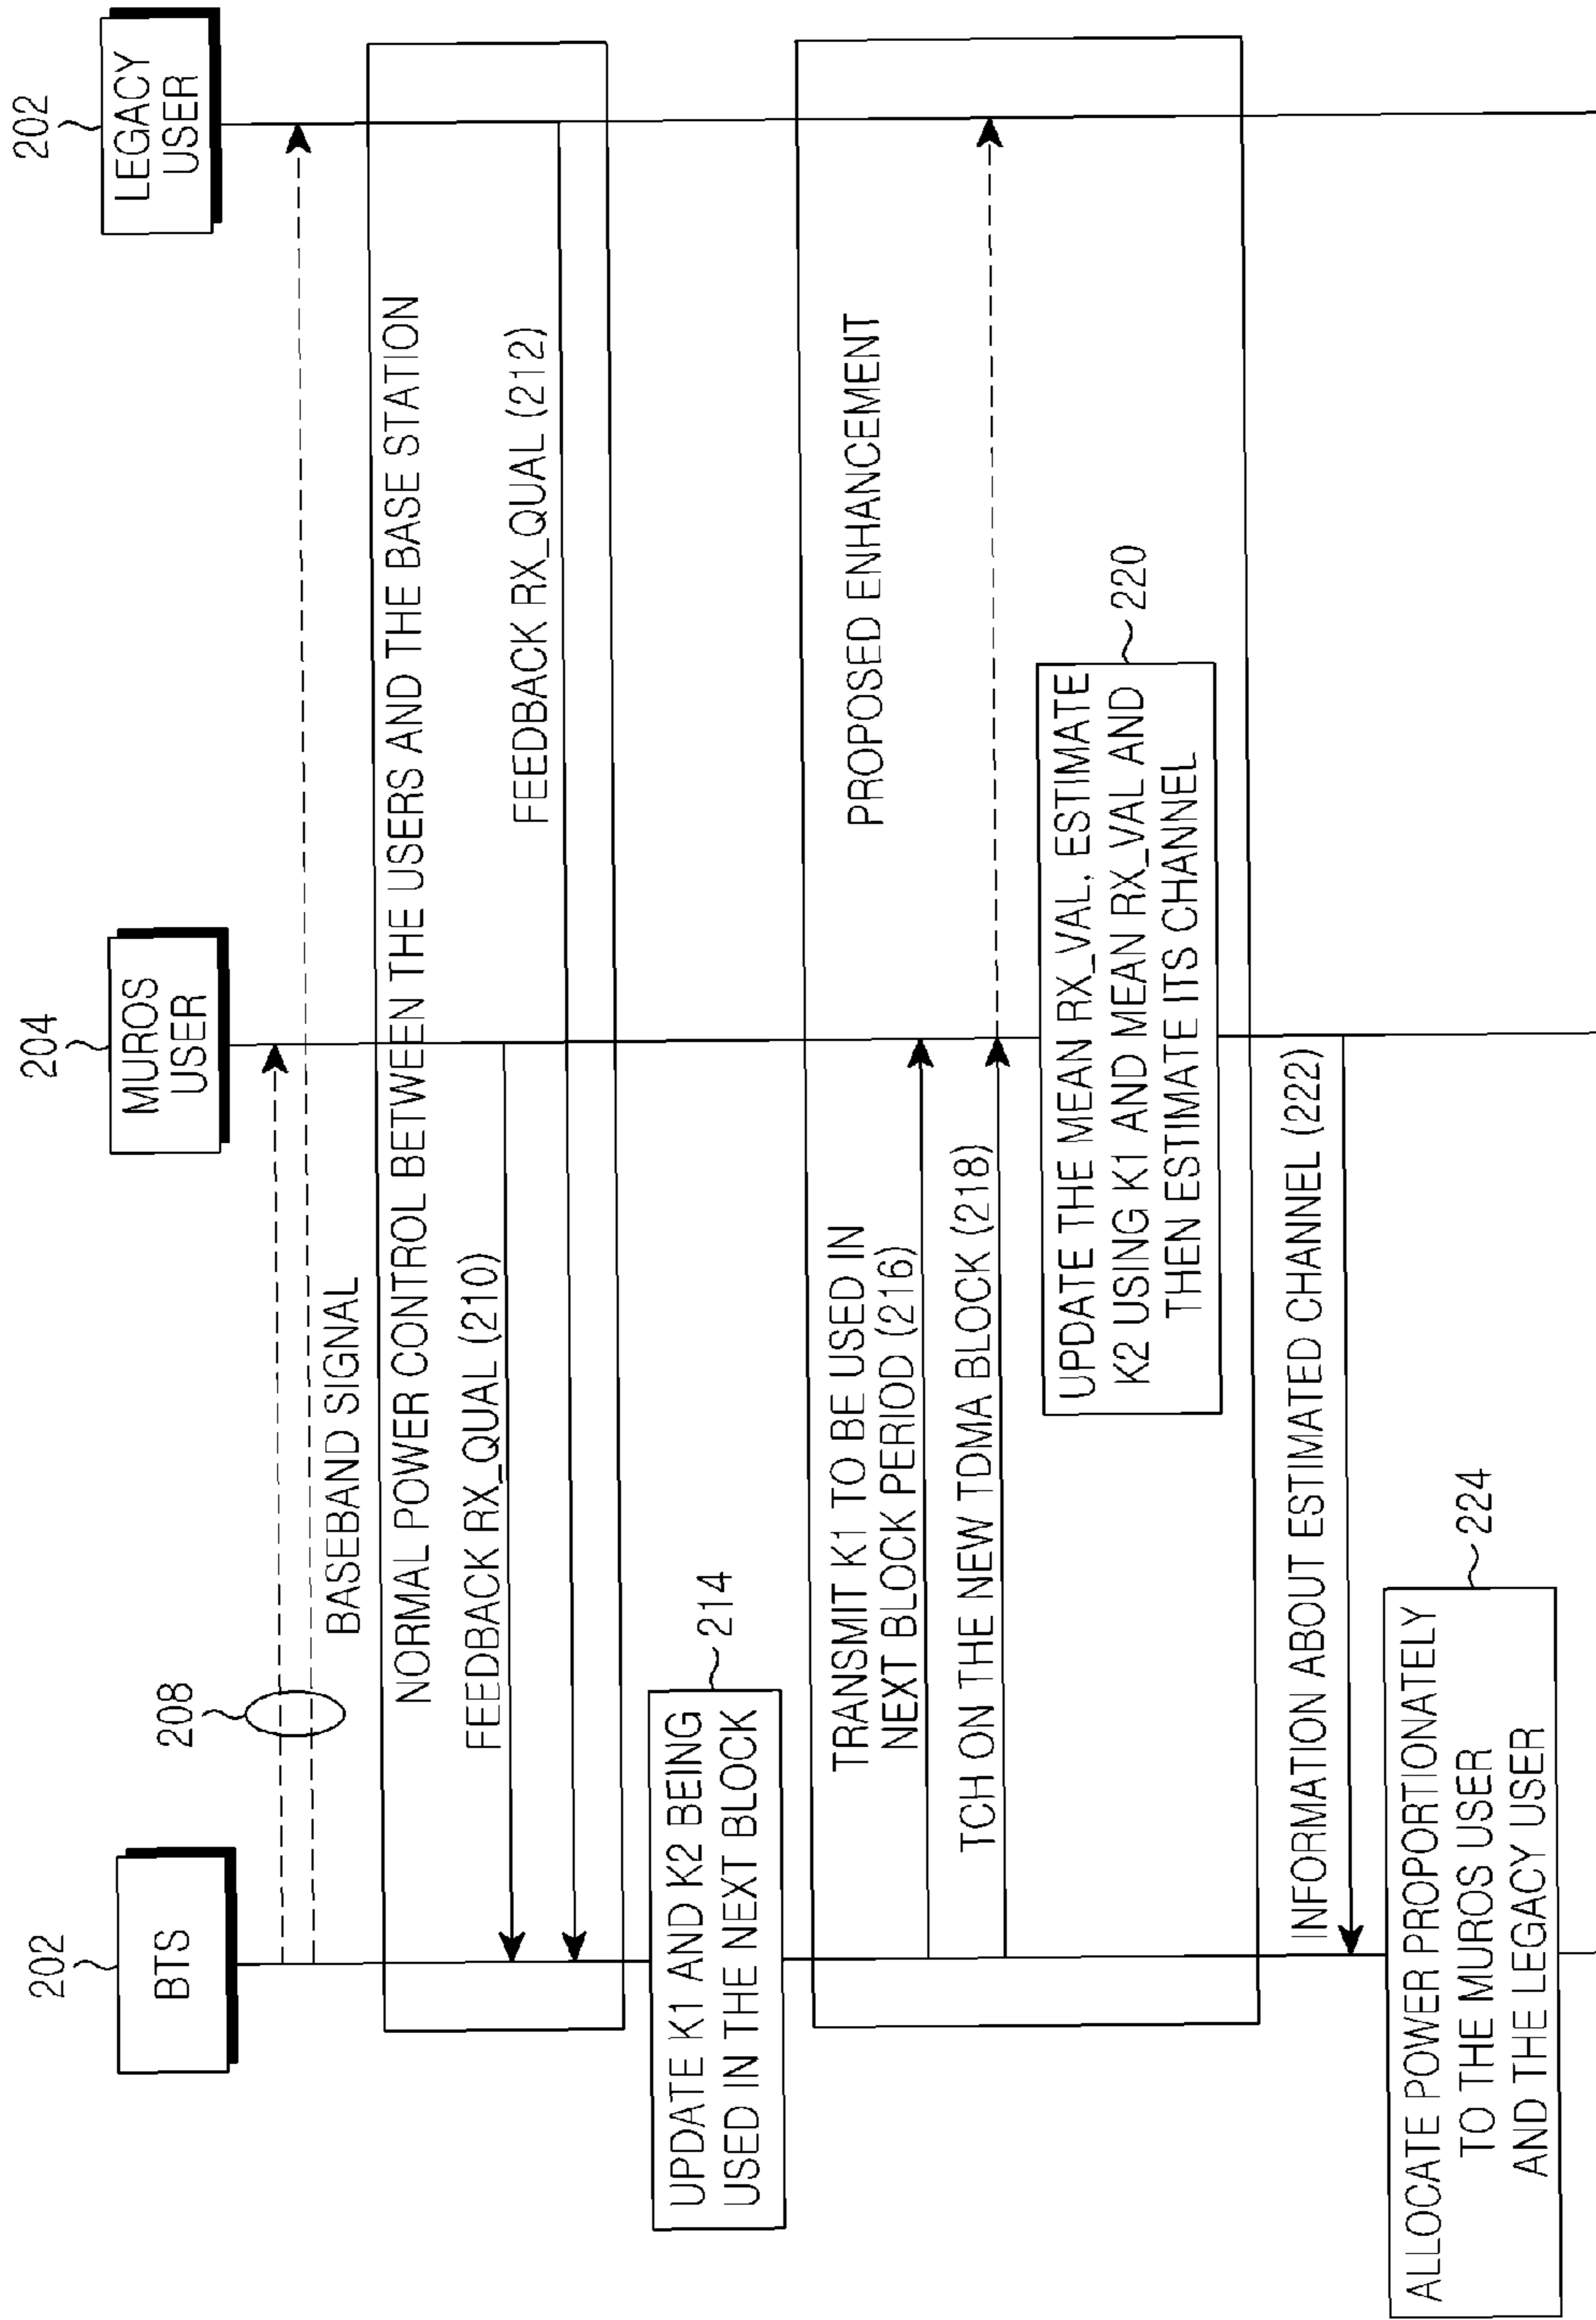 202
BTS
204
MUROS
USER
202
LEGACY
USER
208
BASEBAND SIGNAL
NORMAL POWER CONTROL BETWEEN THE USERS AND THE BASE STATION
FEEDBACK RX_QUAL (210)
FEEDBACK RX_QUAL (212)
UPDATE K1 AND K2 BEING
USED IN THE NEXT BLOCK
214
PROPOSED ENHANCEMENT
TRANSMIT K1 TO BE USED IN
NEXT BLOCK PERIOD (216)
TCH ON THE NEW TDMA BLOCK (218)
UPDATE THE MEAN RX_VAL, ESTIMATE
K2 USING K1 AND MEAN RX_VAL AND
THEN ESTIMATE ITS CHANNEL
220
INFORMATION ABOUT ESTIMATED CHANNEL (222)
ALLOCATE POWER PROPORTIONATELY
TO THE MUROS USER
AND THE LEGACY USER
224